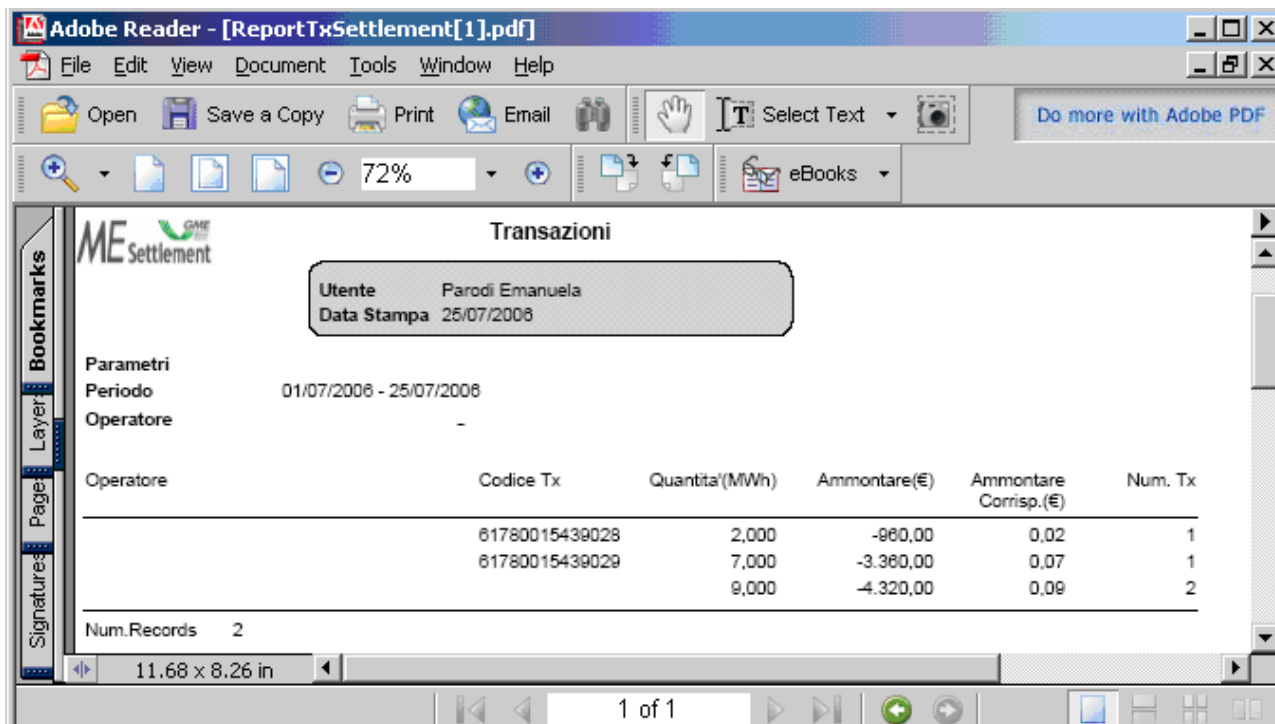 Adobe Reader - [ReportTxSettlement[1].pdf]
File Edit View Document Tools Window Help
Open Save a Copy Print Email Select Text Do more with Adobe PDF
72% eBooks
Bookmarks
Layers
Pages
Signatures
ME Settlement GME
Transazioni
Utente Parodi Emanuela
Data Stampa 25/07/2006
Parametri
Periodo 01/07/2006 - 25/07/2006
Operatore -
Operatore Codice Tx Quantita'(MWh) Ammontare(€) Ammontare Corrisp.(€) Num. Tx
61780015439028 2,000 -960,00 0,02 1
61780015439029 7,000 -3.360,00 0,07 1
9,000 -4.320,00 0,09 2
Num.Records 2
11.68 x 8.26 in
1 of 1